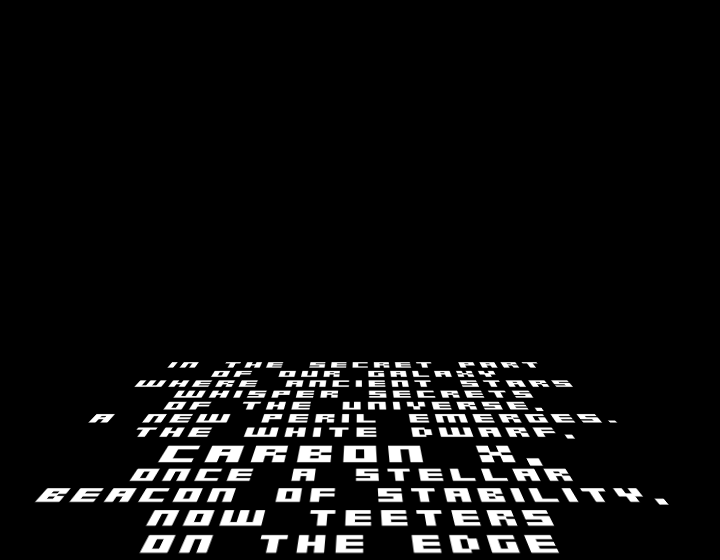 IN THE SECRET PART
OF OUR GALAXY
WHERE ANCIENT STARS
WHISPER SECRETS
OF THE UNIVERSE,
A NEW PERIL EMERGES.
THE WHITE DWARF,
CARBON X,
ONCE A STELLAR
BEACON OF STABILITY,
NOW TEETERS
ON THE EDGE